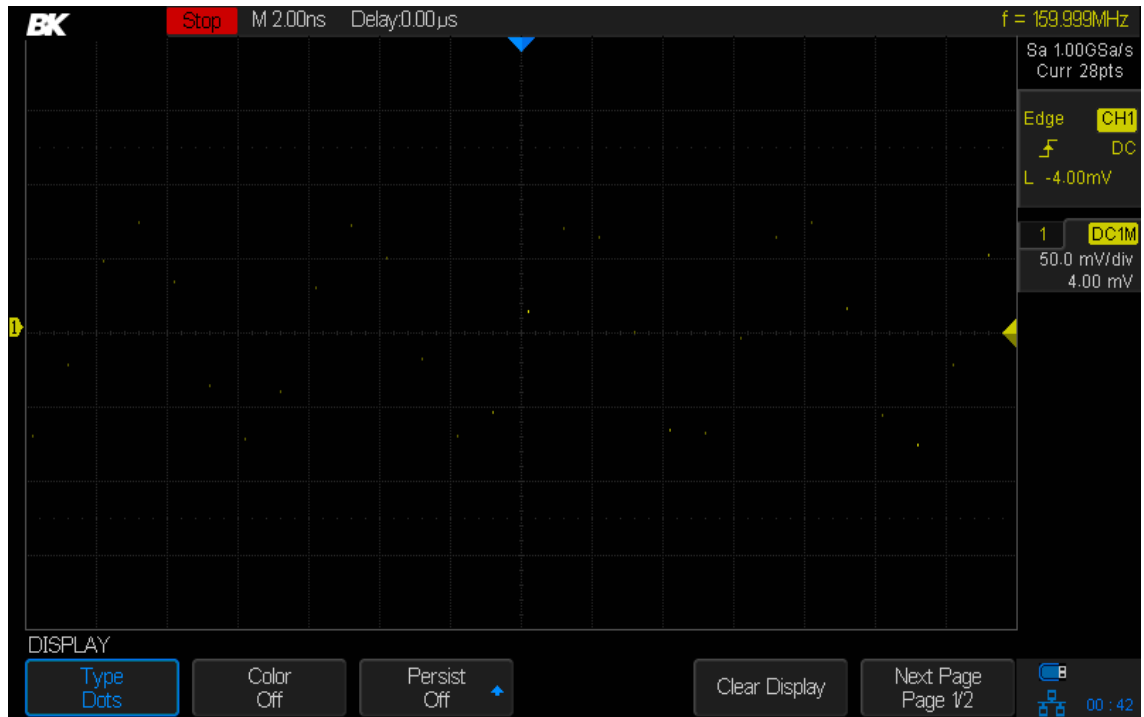 BK Stop M 2.00ns Delay:0.00µs f = 159.999MHz
Sa 1.00GSa/s
Curr 28pts
Edge CH1
DC
L -4.00mV
1 DC1M
50.0 mV/div
4.00 mV
1
DISPLAY
Type Color Persist Clear Display Next Page
Dots Off Off Page 1/2
00 : 42